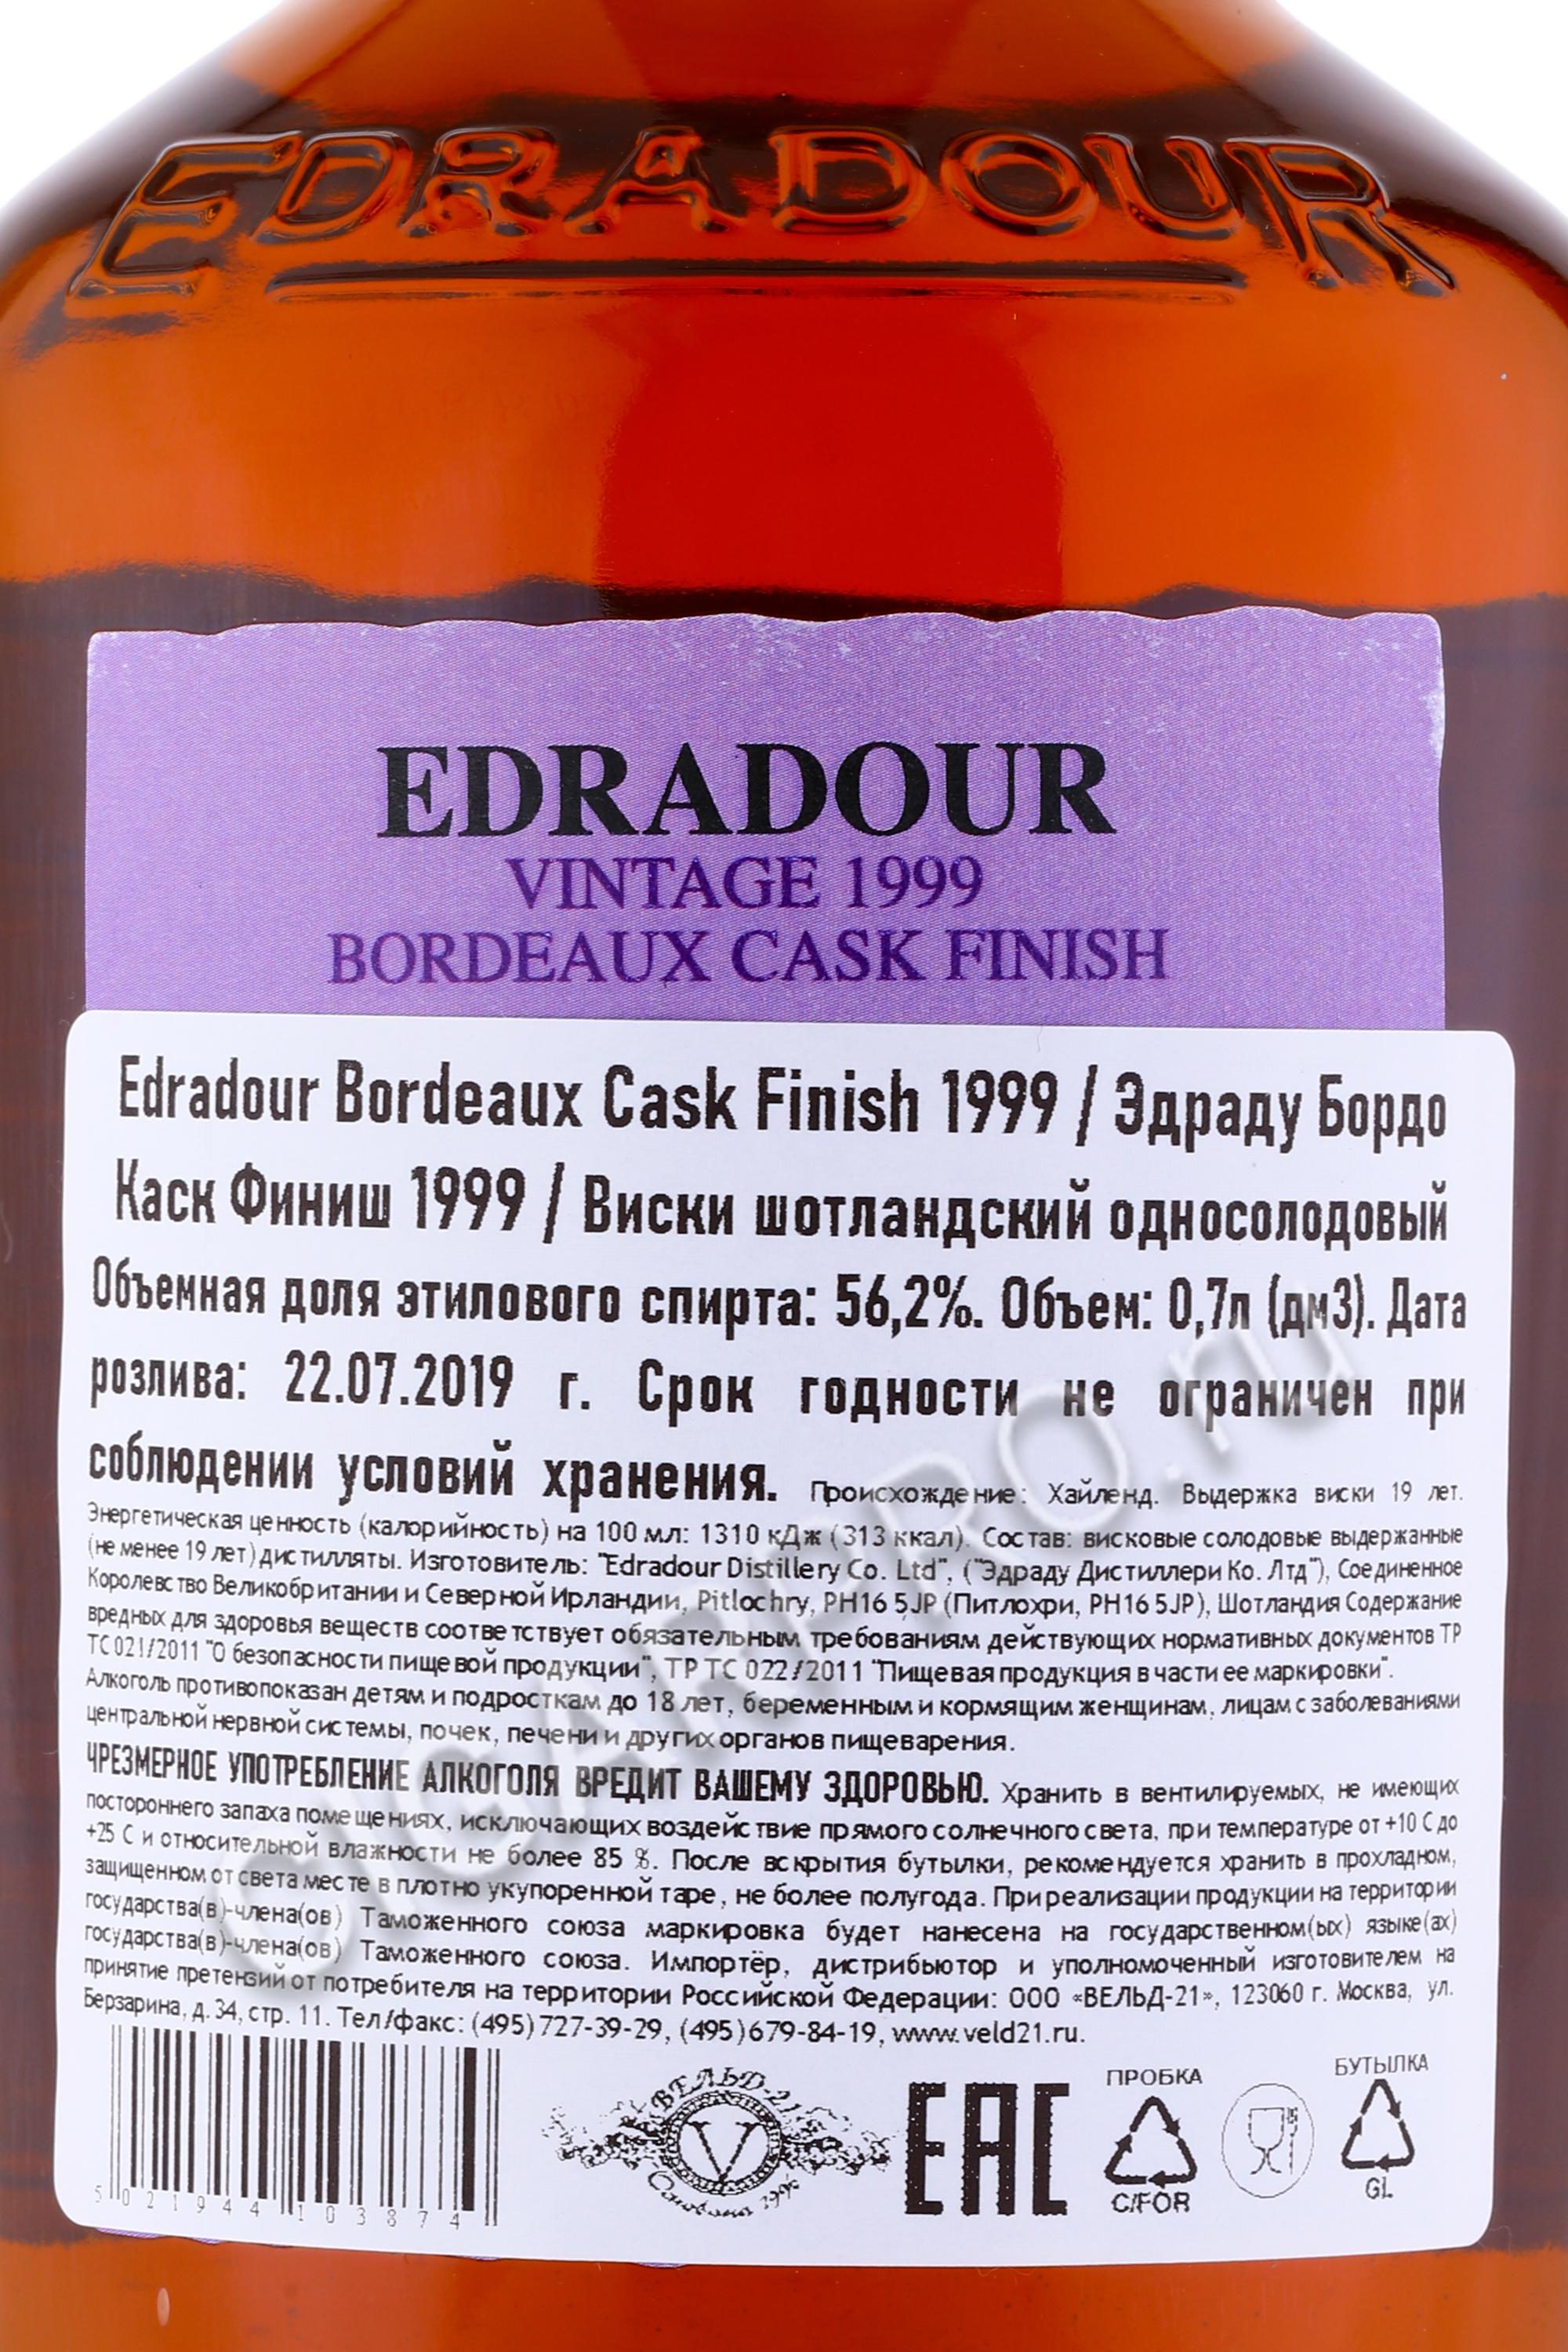 EDRADOUR
EDRADOUR
VINTAGE 1999
BORDEAUX CASK FINISH
Edradour Bordeaux Cask Finish 1999 / Эдраду Бордо
Каск Финиш 1999 / Виски шотландский односолодовый
Объемная доля этилового спирта: 56,2%. Объем: 0,7л (дм3). Дата
розлива: 22.07.2019 г. Срок годности не ограничен при
соблюдении условий хранения. Происхождение: Хайленд. Выдержка виски 19 лет.
Энергетическая ценность (калорийность) на 100 мл: 1310 кДж (313 ккал). Состав: висковые солодовые выдержанные
(не менее 19 лет) дистилляты. Изготовитель: "Edradour Distillery Co. Ltd", ("Эдраду Дистиллери Ко. Лтд"), Соединенное
Королевство Великобритании и Северной Ирландии, Pitlochry, PH16 5JP (Питлохри, PH16 5JP), Шотландия Содержание
вредных для здоровья веществ соответствует обязательным требованиям действующих нормативных документов ТР
ТС 021/2011 "О безопасности пищевой продукции", ТР ТС 022/2011 "Пищевая продукция в части ее маркировки".
Алкоголь противопоказан детям и подросткам до 18 лет, беременным и кормящим женщинам, лицам с заболеваниями
центральной нервной системы, почек, печени и других органов пищеварения.
ЧРЕЗМЕРНОЕ УПОТРЕБЛЕНИЕ АЛКОГОЛЯ ВРЕДИТ ВАШЕМУ ЗДОРОВЬЮ. Хранить в вентилируемых, не имеющих
постороннего запаха помещениях, исключающих воздействие прямого солнечного света, при температуре от +10 С до
+25 С и относительной влажности не более 85 %. После вскрытия бутылки, рекомендуется хранить в прохладном,
защищенном от света месте в плотно укупоренной таре, не более полугода. При реализации продукции на территории
государства(в)-члена(ов) Таможенного союза маркировка будет нанесена на государственном(ых) языке(ах)
государства(в)-члена(ов) Таможенного союза. Импортёр, дистрибьютор и уполномоченный изготовителем на
принятие претензий от потребителя на территории Российской Федерации: ООО «ВЕЛЬД-21», 123060 г. Москва, ул.
Берзарина, д. 34, стр. 11. Тел/факс: (495)727-39-29, (495)679-84-19, www.veld21.ru.
5 021944 103874
ВЕЛЬД-21
V
Основана 1995
EAC
ПРОБКА
C/FOR
БУТЫЛКА
GL
CIGARPRO.ru